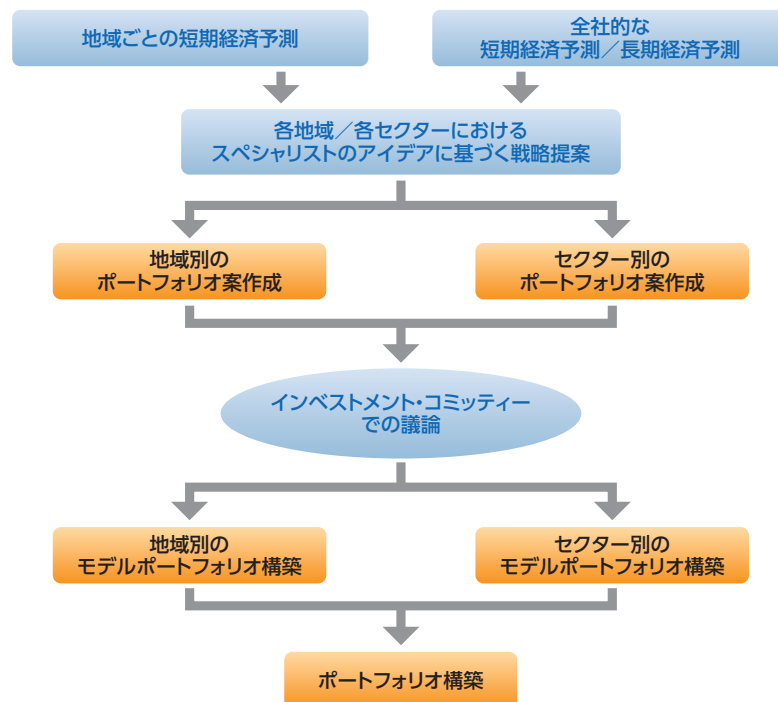 地域ごとの短期経済予測
全社的な
短期経済予測／長期経済予測
各地域／各セクターにおける
スペシャリストのアイデアに基づく戦略提案
地域別の
ポートフォリオ案作成
セクター別の
ポートフォリオ案作成
インベストメント・コミッティー
での議論
地域別の
モデルポートフォリオ構築
セクター別の
モデルポートフォリオ構築
ポートフォリオ構築